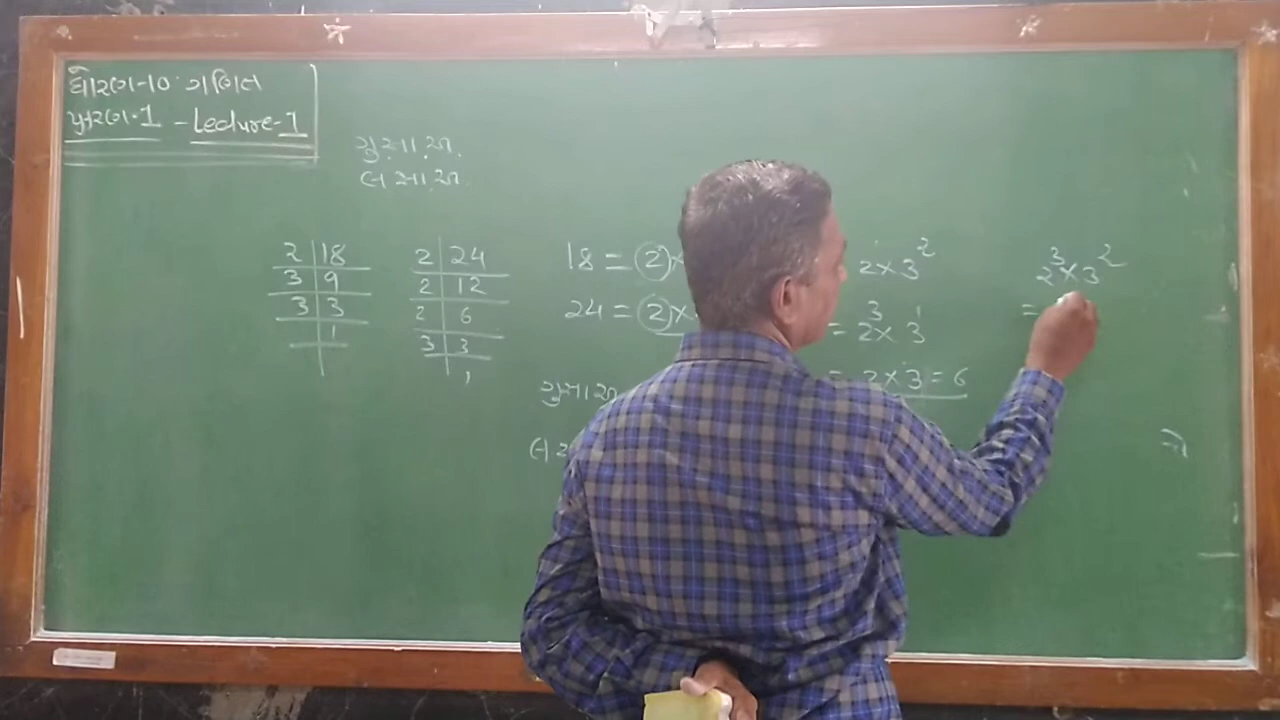 ધોરણ-10 : ગણિત
પ્રકરણ-1 - Lecture-1
ગુ.સા.અ.
લ.સા.અ.
2 | 18
3 | 9
3 | 3
1
2 | 24
2 | 12
2 | 6
3 | 3
1
18 = 2 ×
24 = 2 ×
2 × 3²
= 2³ × 3¹
ગુસાઅ
= 2 × 3 = 6
લસ
2³ × 3²
=